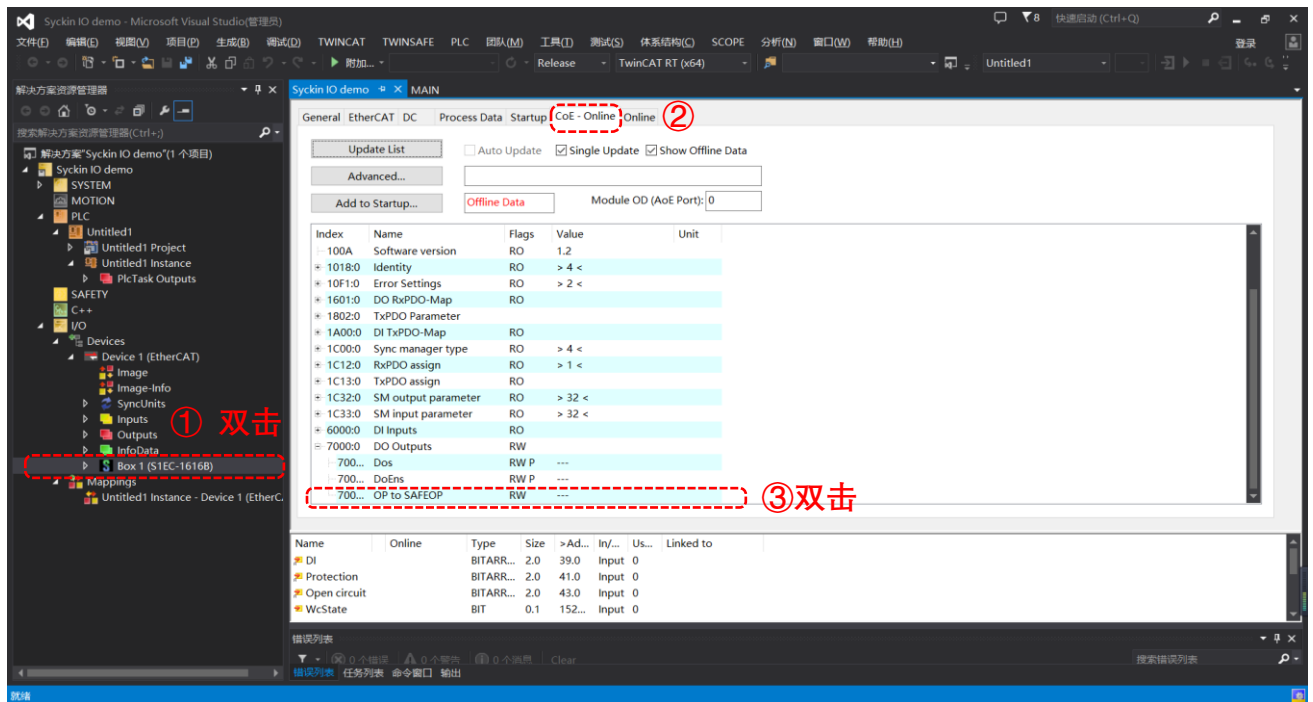 Syckin IO demo - Microsoft Visual Studio(管理员)
8
快速启动 (Ctrl+Q)
文件(F) 编辑(E) 视图(V) 项目(P) 生成(B) 调试(D) TWINCAT TWINSAFE PLC 团队(M) 工具(T) 测试(S) 体系结构(C) SCOPE 分析(N) 窗口(W) 帮助(H)
登录
附加... Release TwinCAT RT (x64) Untitled1
解决方案资源管理器
搜索解决方案资源管理器(Ctrl+;)
解决方案"Syckin IO demo"(1 个项目)
Syckin IO demo
SYSTEM
MOTION
PLC
Untitled1
Untitled1 Project
Untitled1 Instance
PlcTask Outputs
SAFETY
C++
I/O
Devices
Device 1 (EtherCAT)
Image
Image-Info
SyncUnits
Inputs
Outputs
InfoData
Box 1 (S1EC-1616B)
Mappings
Untitled1 Instance - Device 1 (EtherC
① 双击
Syckin IO demo MAIN
General EtherCAT DC Process Data Startup CoE - Online Online
②
Update List Auto Update Single Update Show Offline Data
Advanced...
Add to Startup... Offline Data Module OD (AoE Port): 0
Index Name Flags Value Unit
100A Software version RO 1.2
1018:0 Identity RO > 4 <
10F1:0 Error Settings RO > 2 <
1601:0 DO RxPDO-Map RO
1802:0 TxPDO Parameter
1A00:0 DI TxPDO-Map RO
1C00:0 Sync manager type RO > 4 <
1C12:0 RxPDO assign RO > 1 <
1C13:0 TxPDO assign RO
1C32:0 SM output parameter RO > 32 <
1C33:0 SM input parameter RO > 32 <
6000:0 DI Inputs RO
7000:0 DO Outputs RW
700... Dos RW P ---
700... DoEns RW P ---
700... OP to SAFEOP RW ---
③双击
Name Online Type Size >Ad... In/... Us... Linked to
DI BITARR... 2.0 39.0 Input 0
Protection BITARR... 2.0 41.0 Input 0
Open circuit BITARR... 2.0 43.0 Input 0
WcState BIT 0.1 152... Input 0
错误列表
0 个错误 0 个警告 0 个消息 Clear
搜索错误列表
错误列表 任务列表 命令窗口 输出
就绪